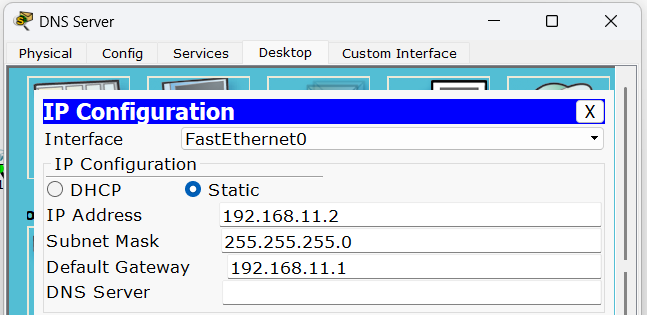 DNS Server
Physical Config Services Desktop Custom Interface
IP Configuration X
Interface FastEthernet0
IP Configuration
DHCP Static
IP Address 192.168.11.2
Subnet Mask 255.255.255.0
Default Gateway 192.168.11.1
DNS Server